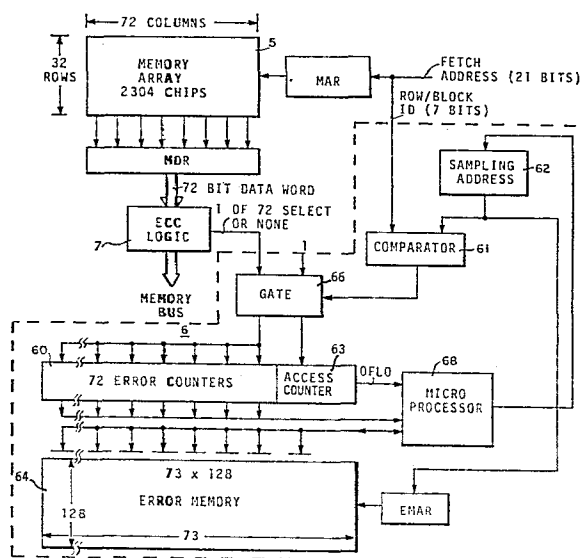 72 COLUMNS
5
32
ROWS
MEMORY
ARRAY
2304 CHIPS
MAR
FETCH
ADDRESS (21 BITS)
ROW/BLOCK
ID (7 BITS)
MDR
SAMPLING
ADDRESS
62
72 BIT DATA WORD
ECC
LOGIC
7
1 OF 72 SELECT
OR NONE
1
COMPARATOR
61
MEMORY
BUS
GATE
66
6
60
63
68
72 ERROR COUNTERS
ACCESS
COUNTER
OFLO
MICRO
PROCESSOR
64
73 x 128
ERROR MEMORY
128
73
EMAR